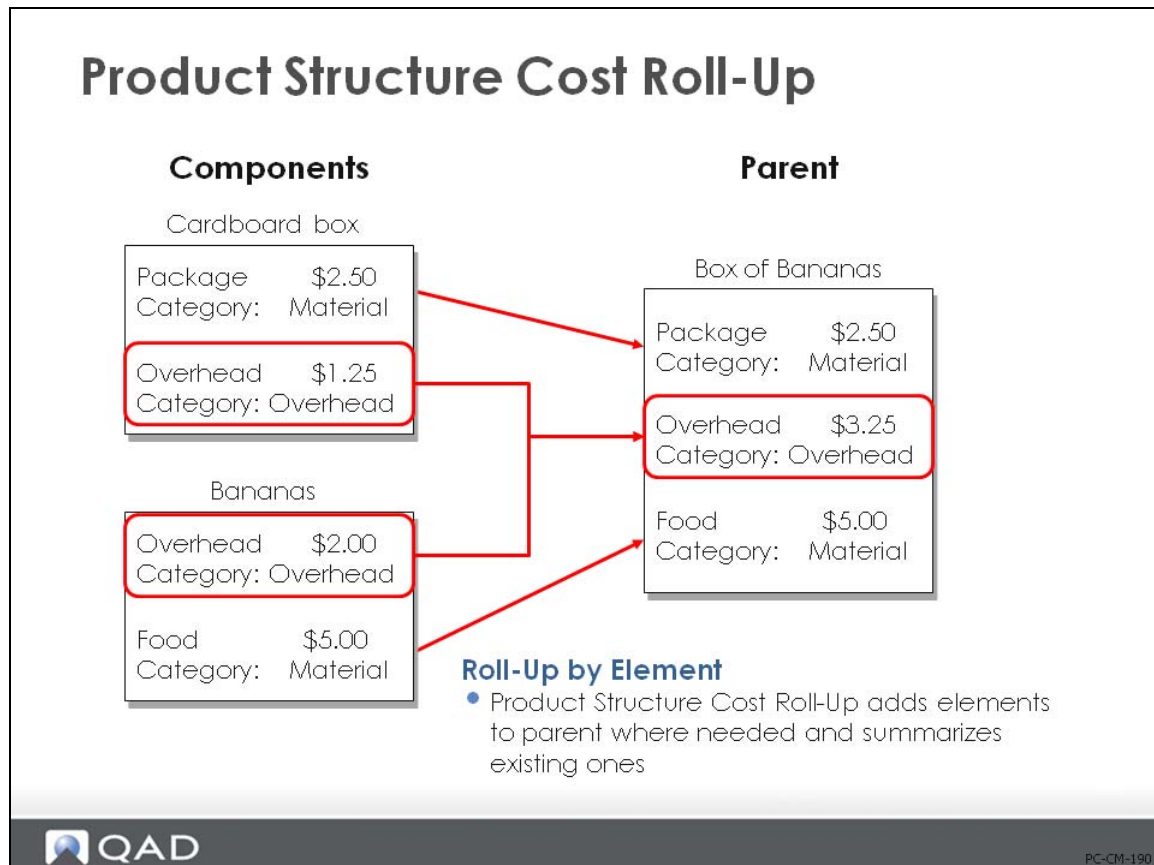 Product Structure Cost Roll-Up
Components
Cardboard box
Package $2.50
Category: Material
Overhead $1.25
Category: Overhead
Bananas
Overhead $2.00
Category: Overhead
Food $5.00
Category: Material
Parent
Box of Bananas
Package $2.50
Category: Material
Overhead $3.25
Category: Overhead
Food $5.00
Category: Material
Roll-Up by Element
• Product Structure Cost Roll-Up adds elements
to parent where needed and summarizes
existing ones
QAD
PC-CM-190